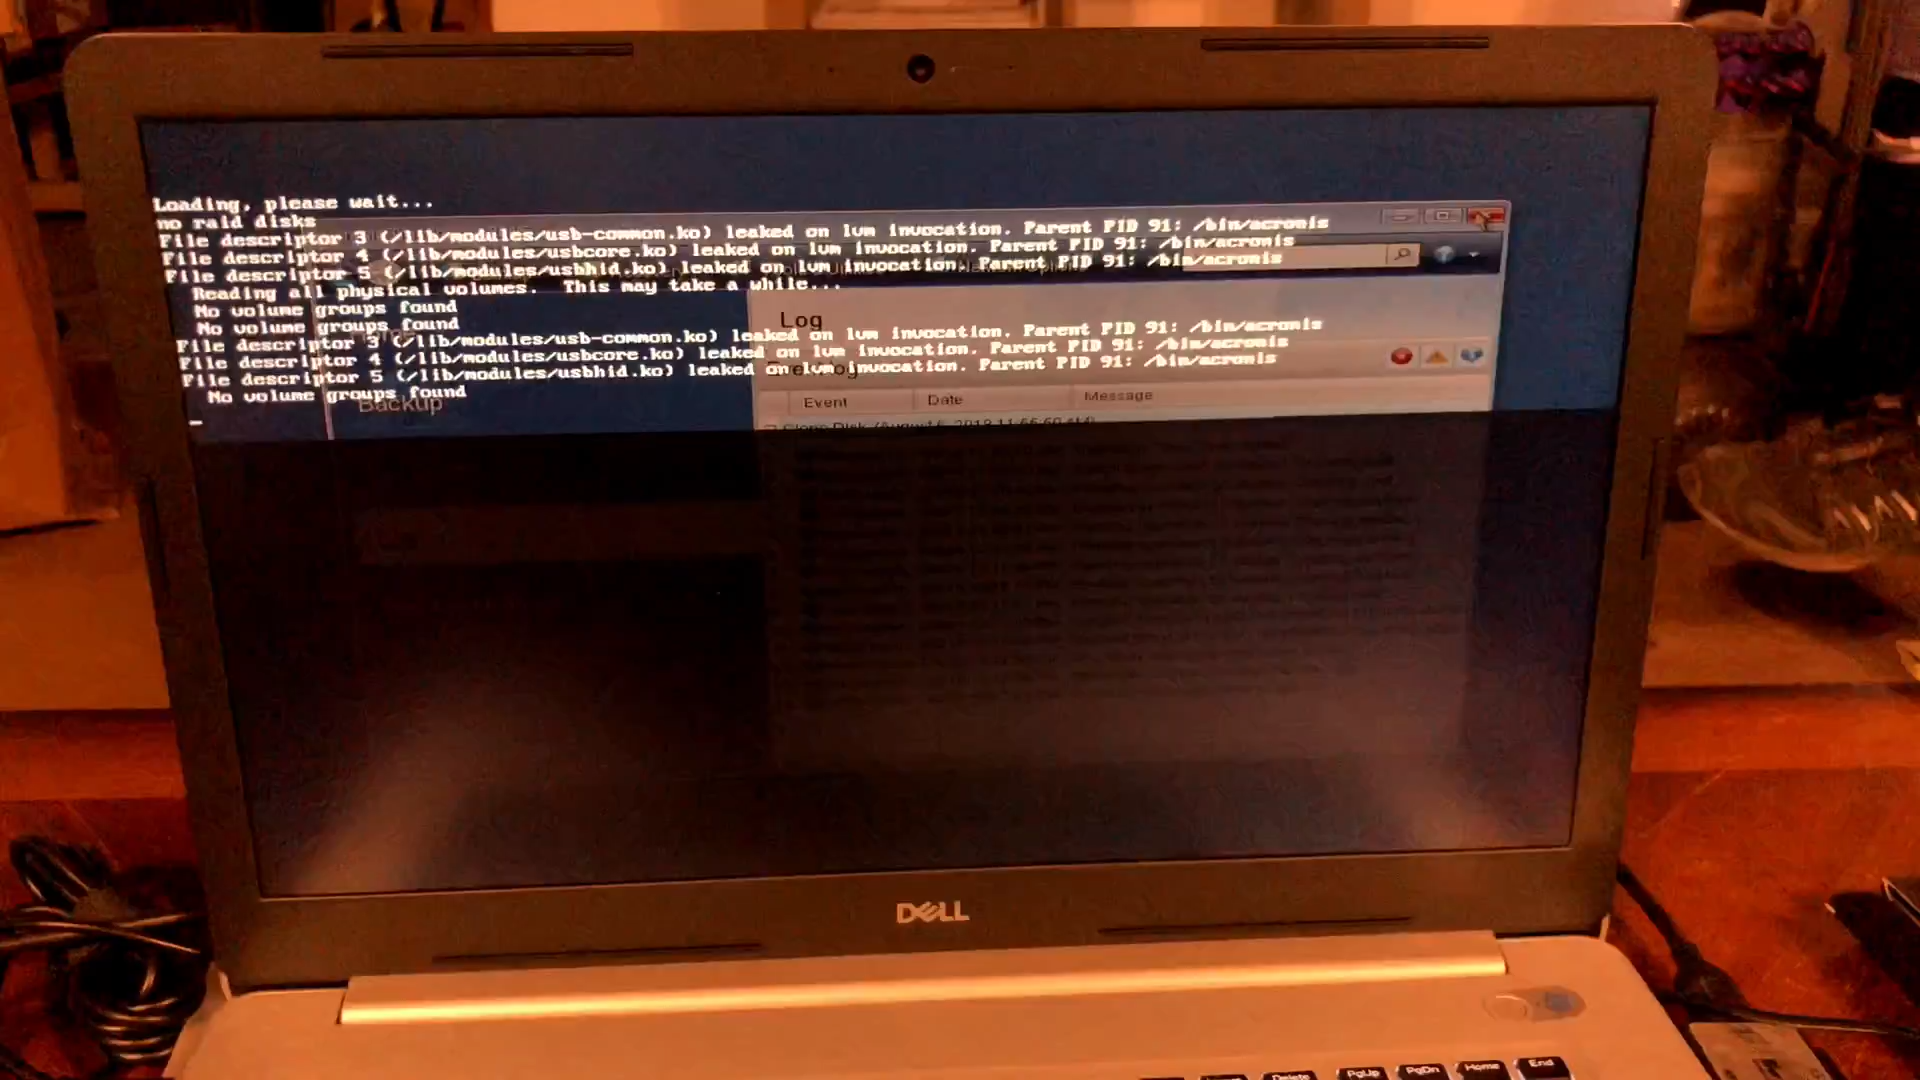 Loading, please wait...
no raid disks
File descriptor 3 (/lib/modules/usb-common.ko) leaked on lvm invocation. Parent PID 91: /bin/acronis
File descriptor 4 (/lib/modules/usbcore.ko) leaked on lvm invocation. Parent PID 91: /bin/acronis
File descriptor 5 (/lib/modules/usbhid.ko) leaked on lvm invocation. Parent PID 91: /bin/acronis
Reading all physical volumes. This may take a while...
No volume groups found
No volume groups found
File descriptor 3 (/lib/modules/usb-common.ko) leaked on lvm invocation. Parent PID 91: /bin/acronis
File descriptor 4 (/lib/modules/usbcore.ko) leaked on lvm invocation. Parent PID 91: /bin/acronis
File descriptor 5 (/lib/modules/usbhid.ko) leaked on lvm invocation. Parent PID 91: /bin/acronis
No volume groups found
Log
Backup
Event Date Message
Clone Disk
DELL
Delete PgUp PgDn Home End